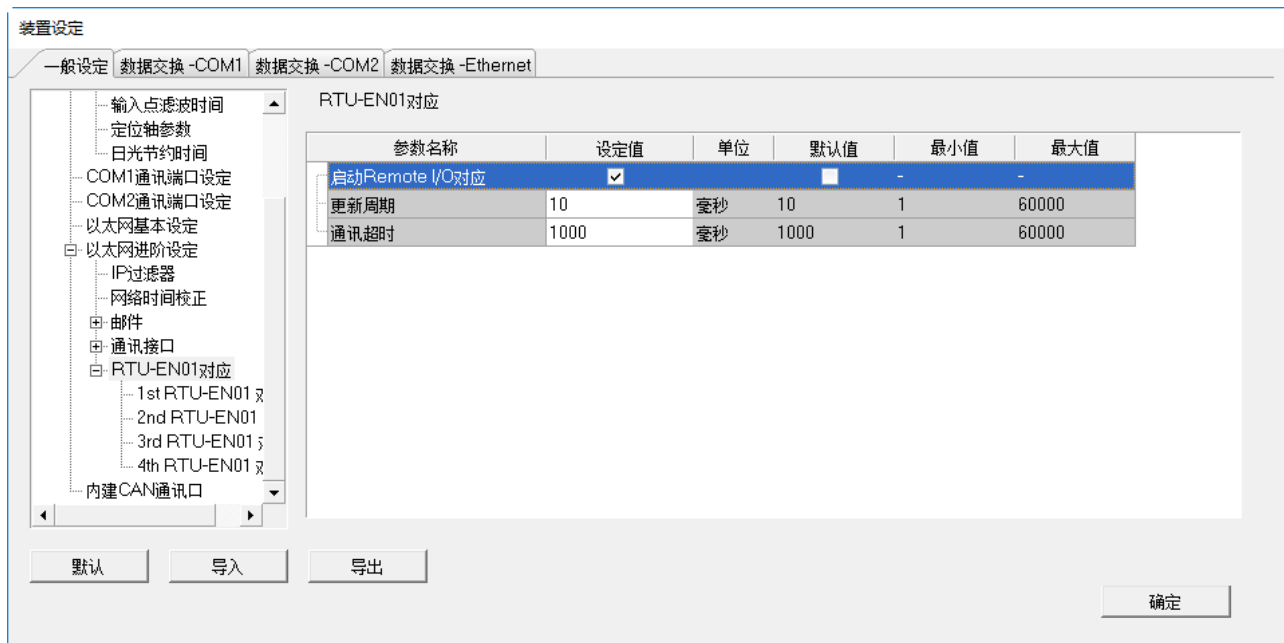 装置设定
一般设定 数据交换 -COM1 数据交换 -COM2 数据交换 -Ethernet
输入点滤波时间
定位轴参数
日光节约时间
COM1通讯端口设定
COM2通讯端口设定
以太网基本设定
以太网进阶设定
IP过滤器
网络时间校正
邮件
通讯接口
RTU-EN01对应
1st RTU-EN01
2nd RTU-EN01
3rd RTU-EN01
4th RTU-EN01
内建CAN通讯口
RTU-EN01对应
参数名称 设定值 单位 默认值 最小值 最大值
启动Remote I/O对应 - -
更新周期 10 毫秒 10 1 60000
通讯超时 1000 毫秒 1000 1 60000
默认 导入 导出
确定